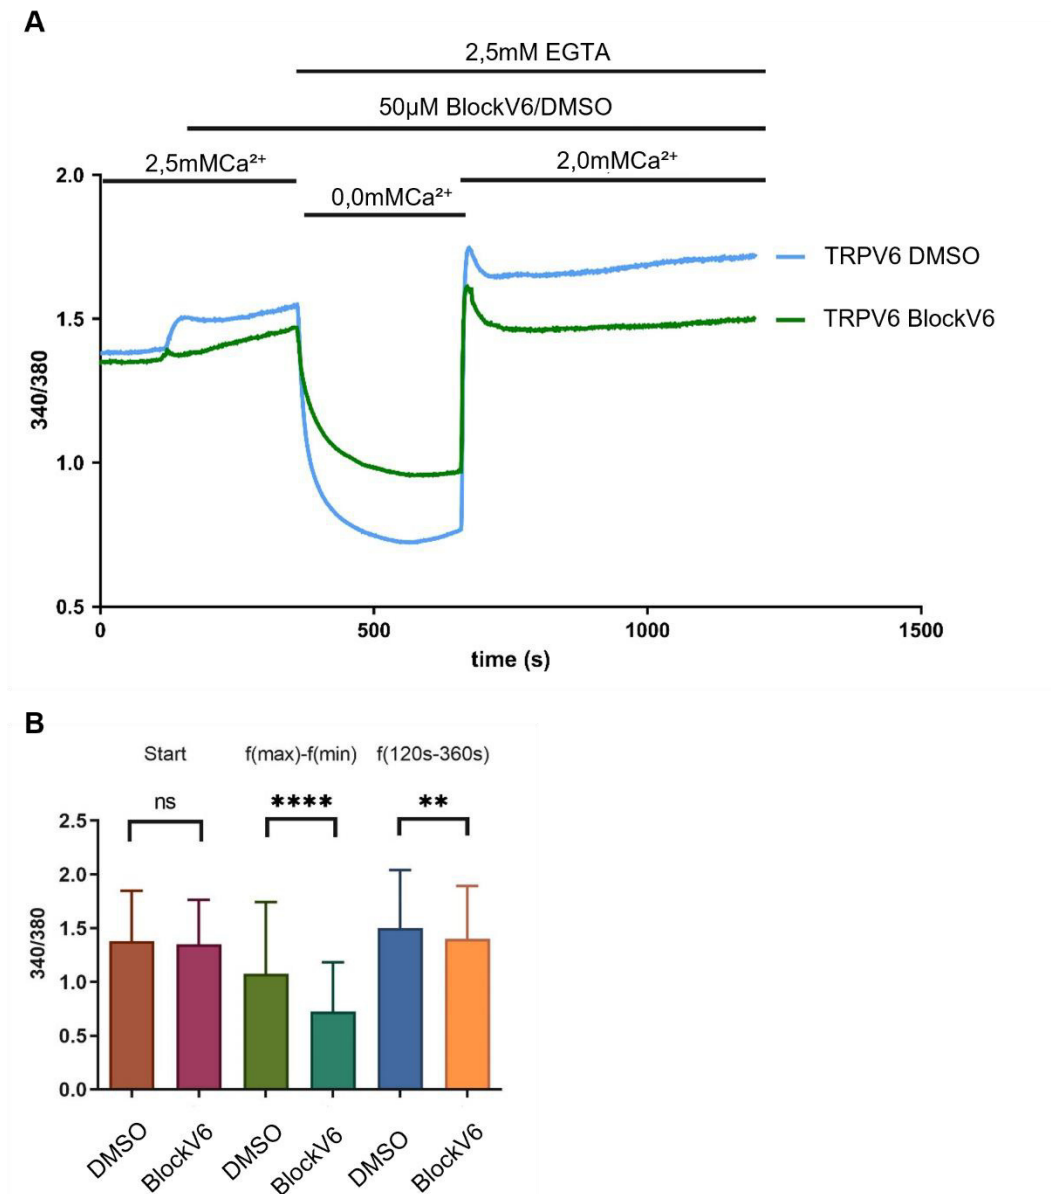 A
2,5mM EGTA
50µM BlockV6/DMSO
2,5mMCa²⁺
2,0mMCa²⁺
0,0mMCa²⁺
2.0
1.5
1.0
0.5
340/380
TRPV6 DMSO
TRPV6 BlockV6
0
500
1000
1500
time (s)
B
Start
f(max)-f(min)
f(120s-360s)
ns
****
**
2.5
2.0
1.5
1.0
0.5
0.0
340/380
DMSO
BlockV6
DMSO
BlockV6
DMSO
BlockV6